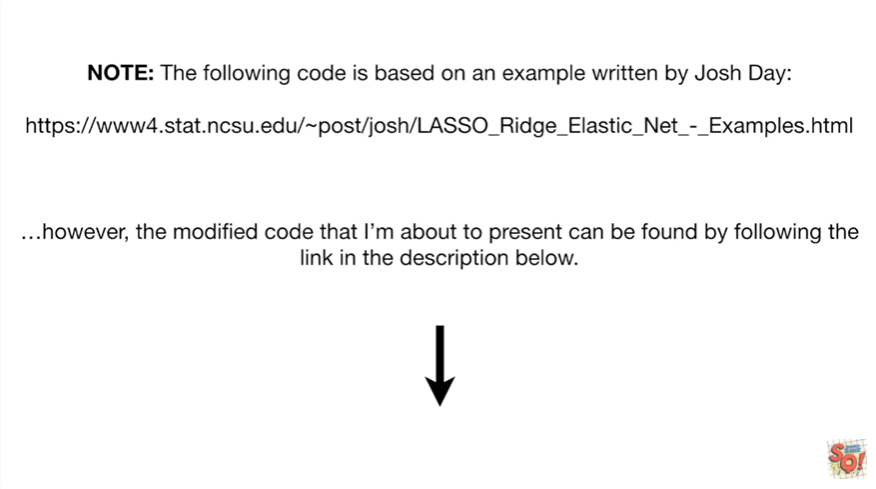 NOTE: The following code is based on an example written by Josh Day:
https://www4.stat.ncsu.edu/~post/josh/LASSO_Ridge_Elastic_Net_-_Examples.html
…however, the modified code that I’m about to present can be found by following the
link in the description below.
SO!